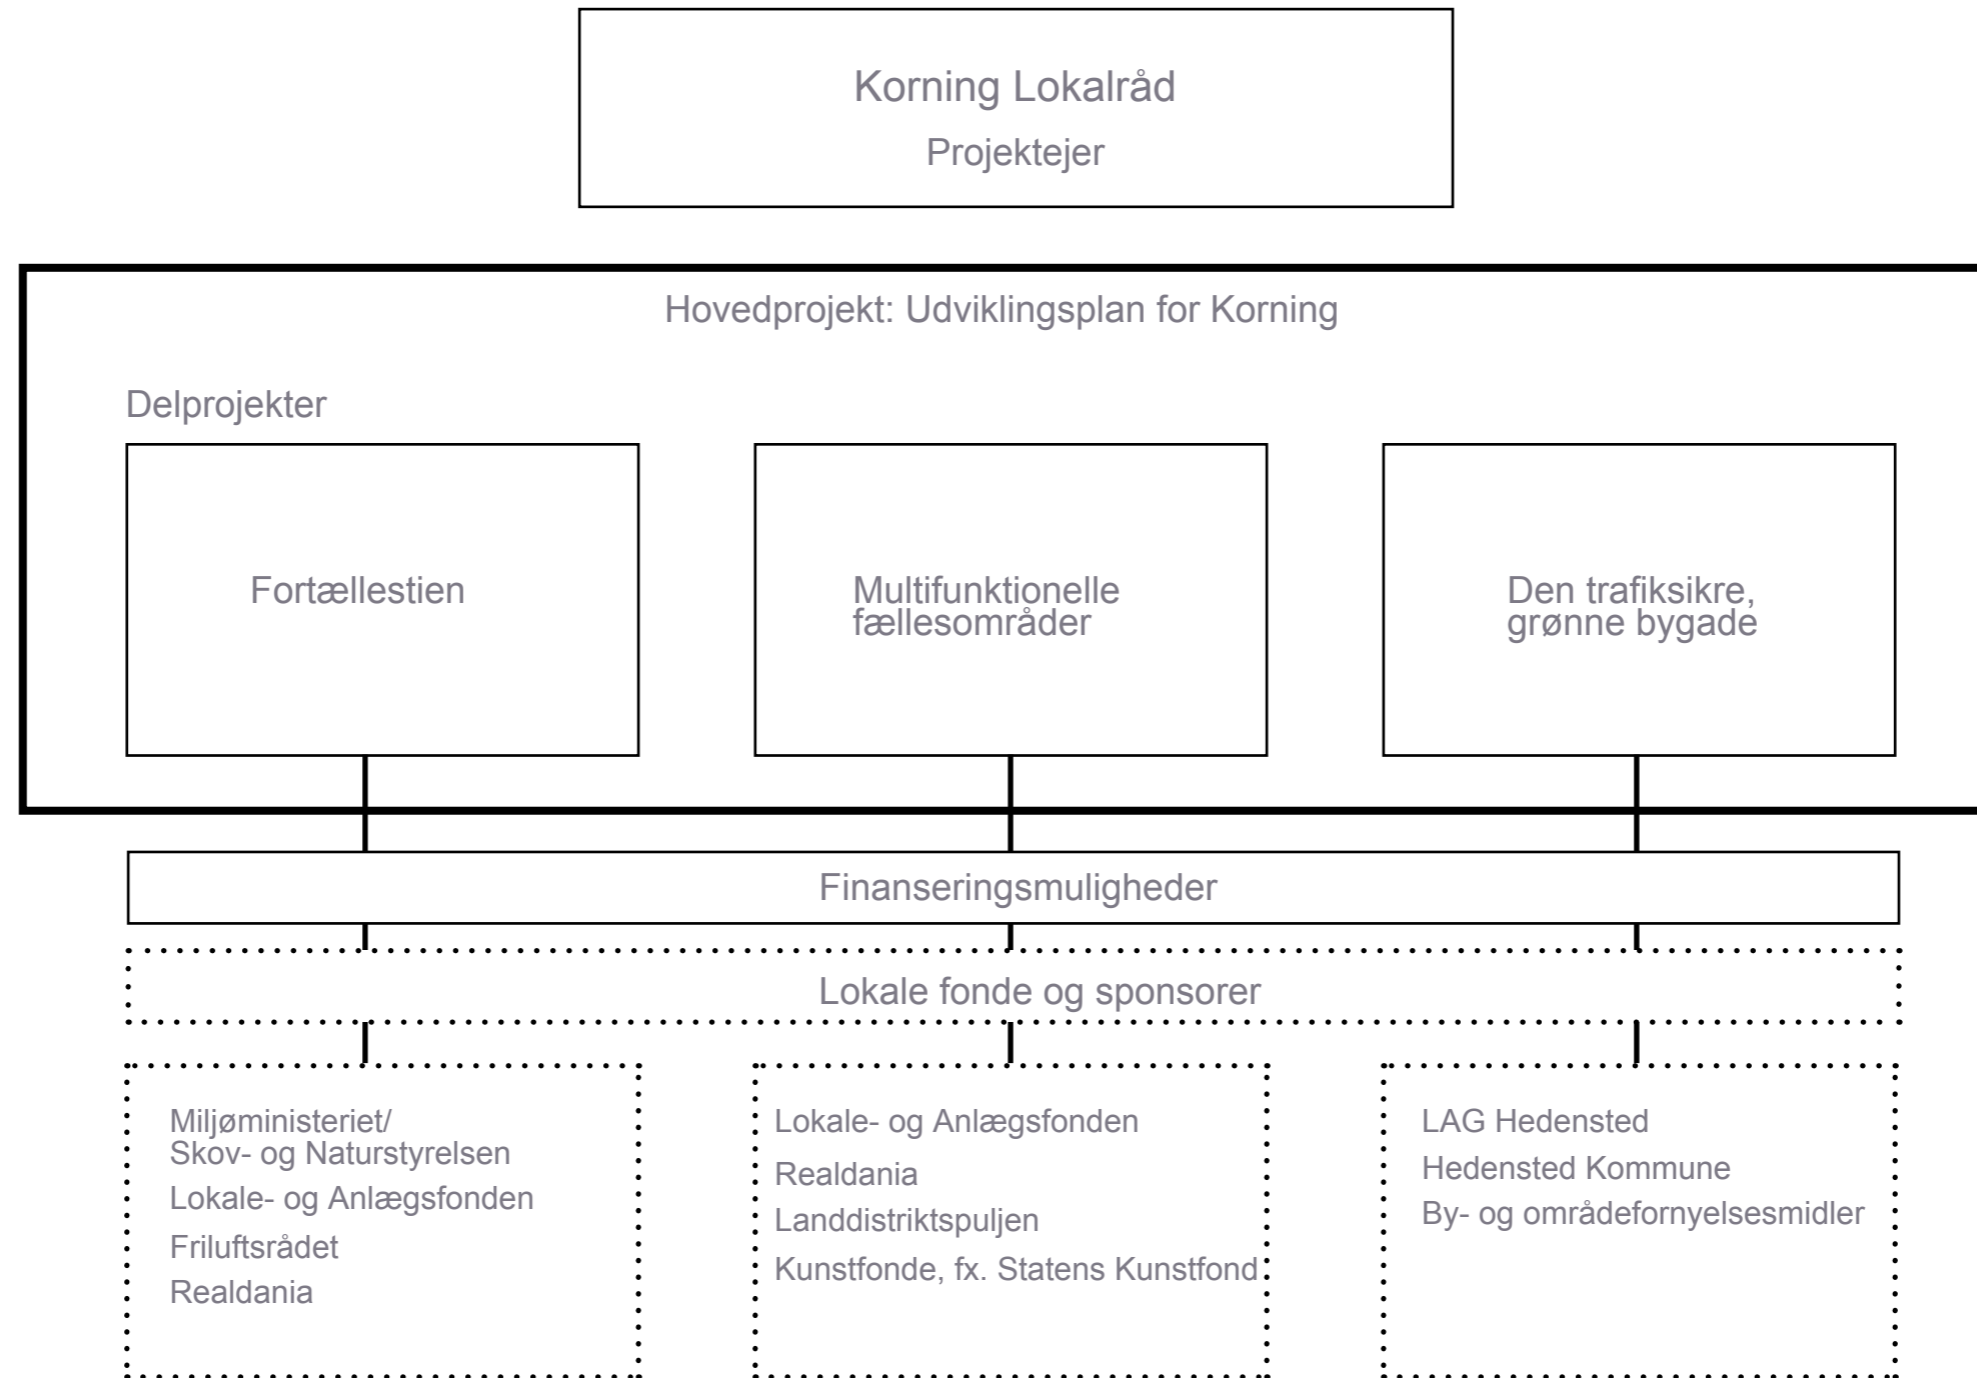 Korning Lokalråd
Projektejer
Hovedprojekt: Udviklingsplan for Korning
Delprojekter
Fortællestien
Multifunktionelle
fællesområder
Den trafiksikre,
grønne bygade
Finanseringsmuligheder
Lokale fonde og sponsorer
Miljøministeriet/
Skov- og Naturstyrelsen
Lokale- og Anlægsfonden
Friluftsrådet
Realdania
Lokale- og Anlægsfonden
Realdania
Landdistriktspuljen
Kunstfonde, fx. Statens Kunstfond
LAG Hedensted
Hedensted Kommune
By- og områdefornyelsesmidler